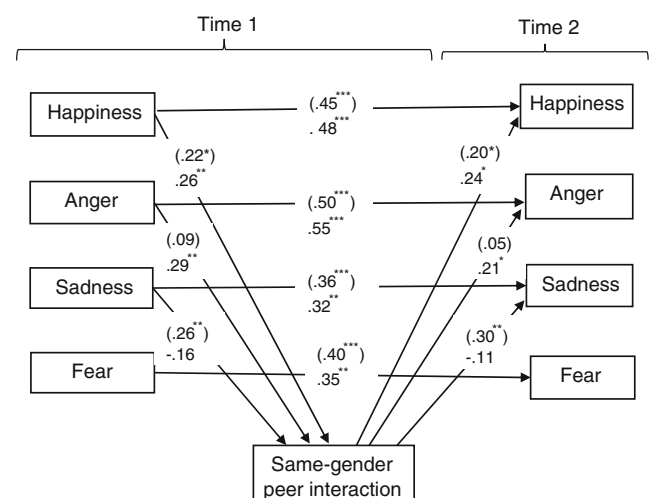 Time 1
Time 2
Happiness
(.45***)
.48***
Happiness
(.22*)
.26**
(.20*)
.24*
Anger
(.50***)
.55***
Anger
(.09)
.29**
(.05)
.21*
Sadness
(.36***)
.32**
Sadness
(.26**)
-.16
(.30**)
-.11
Fear
(.40***)
.35**
Fear
Same-gender
peer interaction